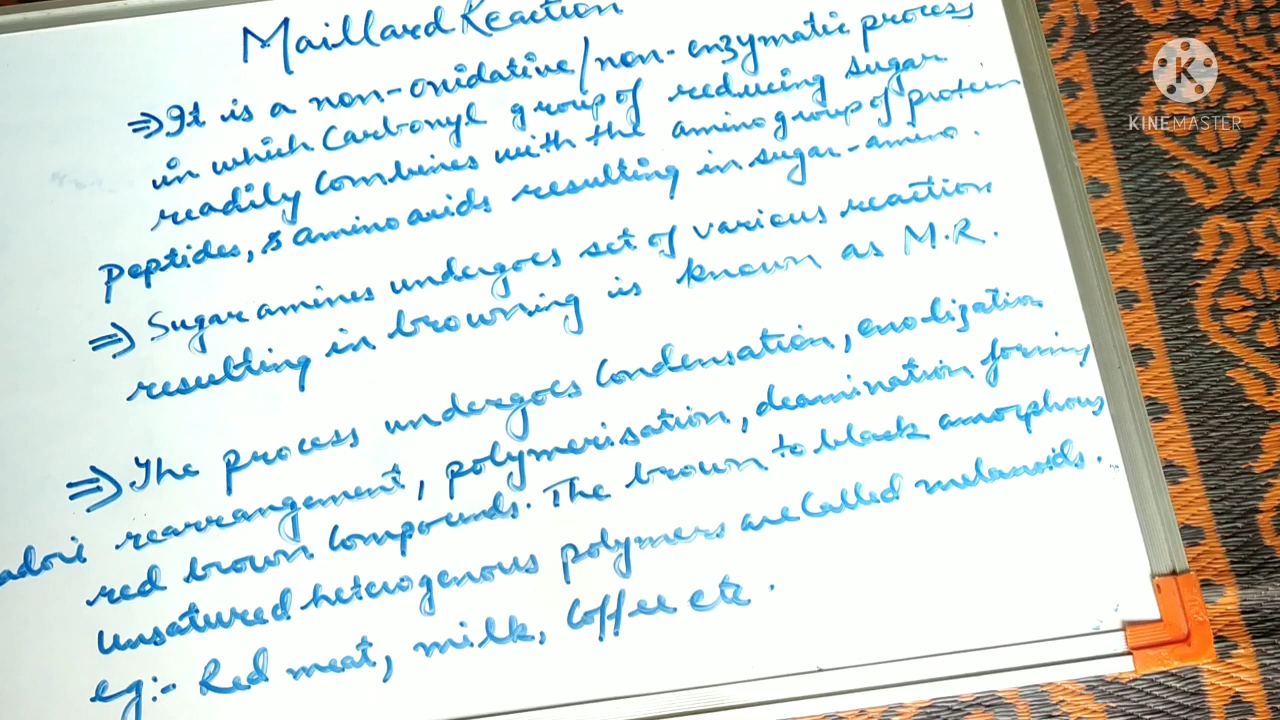 Maillard Reaction
⇒ It is a non-oxidative/non-enzymatic process
in which Carbonyl group of reducing sugar
readily combines with the amino group of protein
peptides, & amino acids resulting in sugar-amino.
⇒ Sugar amines undergoes set of various reaction
resulting in browning is known as M.R.
⇒ The process undergoes Condensation, enolization
adori rearrangement, polymerisation, deamination forming
red brown compounds. The brown to black amorphous
Unsatured heterogenous polymers are called melanoids.
eg:- Red meat, milk, Coffee etc.
K
KINEMASTER